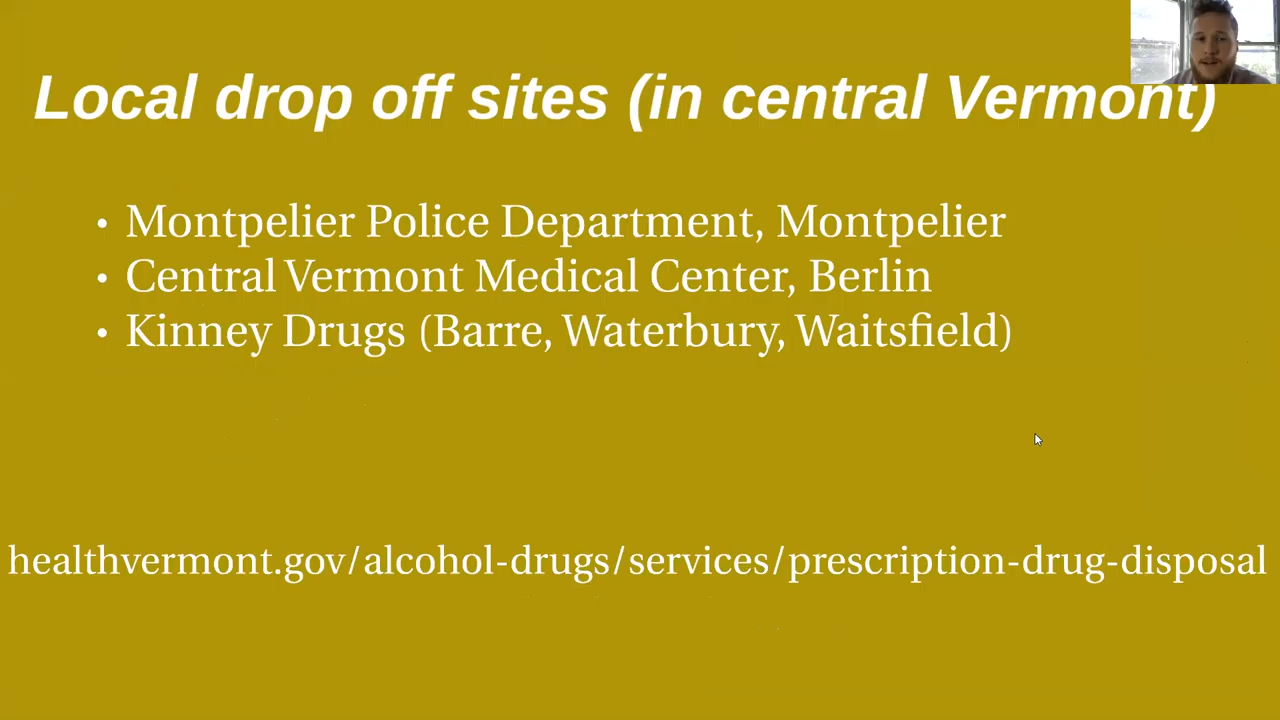 Local drop off sites (in central Vermont)
• Montpelier Police Department, Montpelier
• Central Vermont Medical Center, Berlin
• Kinney Drugs (Barre, Waterbury, Waitsfield)
healthvermont.gov/alcohol-drugs/services/prescription-drug-disposal